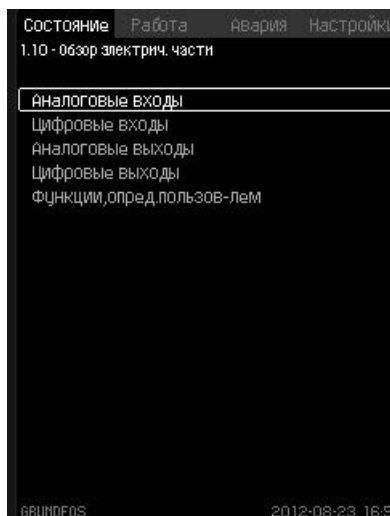 Состояние Работа Авария Настройки
1.10 - Обзор электрич. части
Аналоговые входы
Цифровые входы
Аналоговые выходы
Цифровые выходы
Функции,опред.пользов-лем
GRUNDFOS 2012-08-23 16:5